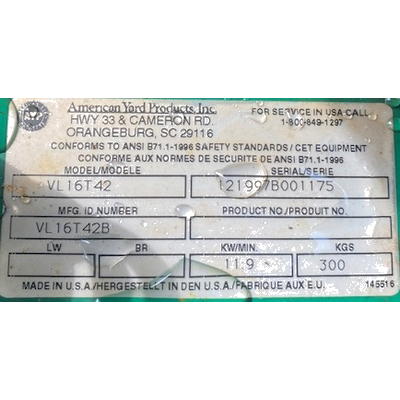 American Yard Products, Inc.
HWY 33 & CAMERON RD.
ORANGEBURG, SC 29116
FOR SERVICE IN USA CALL
1-800-849-1297
CONFORMS TO ANSI B71.1-1996 SAFETY STANDARDS / CET EQUIPMENT
CONFORME AUX NORMES DE SECURITE DE ANSI B71.1-1996
MODEL/MODÈLE SERIAL/SERIE
VL16T42 121997B001175
MFG. ID NUMBER PRODUCT NO./PRODUIT NO.
VL16T42B
LW BR KW/MIN. KGS
11.9 300
MADE IN U.S.A./HERGESTELLT IN DEN U.S.A./FABRIQUE AUX E.U. 145516